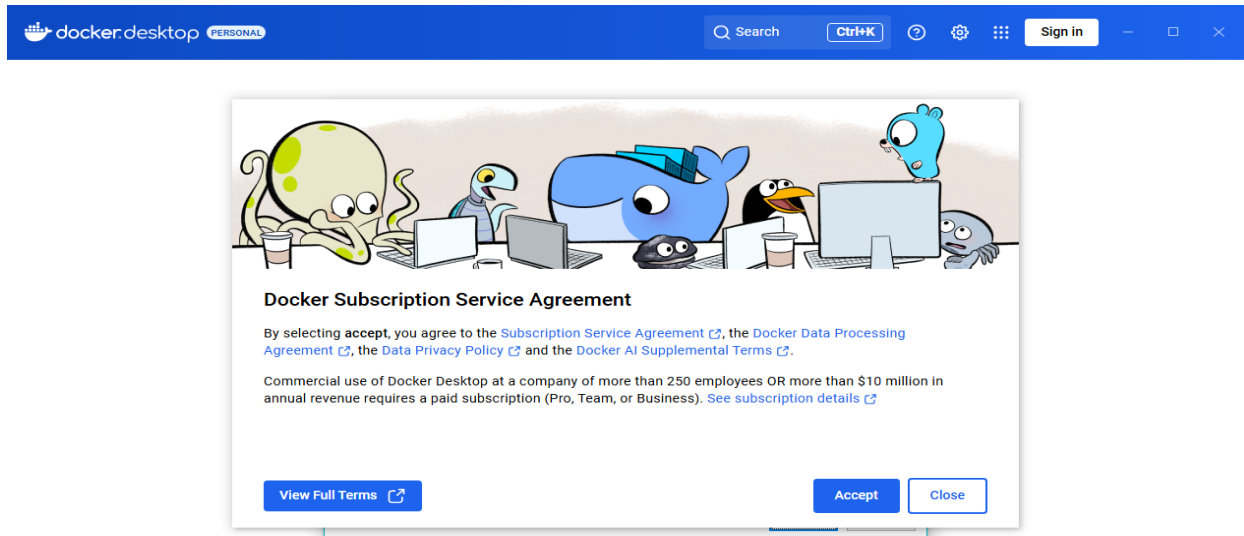 docker.desktop PERSONAL Search Ctrl+K Sign in
Docker Subscription Service Agreement
By selecting accept, you agree to the Subscription Service Agreement, the Docker Data Processing
Agreement, the Data Privacy Policy and the Docker AI Supplemental Terms.
Commercial use of Docker Desktop at a company of more than 250 employees OR more than $10 million in
annual revenue requires a paid subscription (Pro, Team, or Business). See subscription details
View Full Terms Accept Close